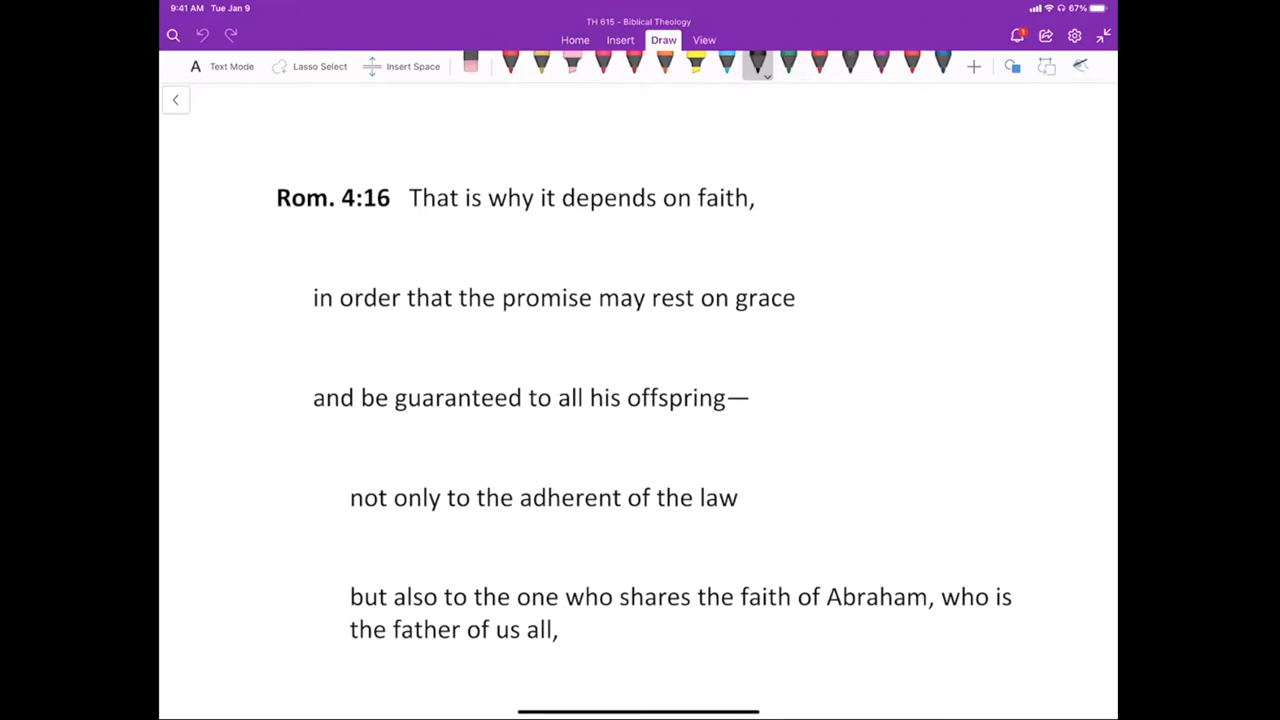 9:41 AM Tue Jan 9
67%
TH 615 - Biblical Theology
Home Insert Draw View
1
A Text Mode Lasso Select Insert Space
Rom. 4:16 That is why it depends on faith,
in order that the promise may rest on grace
and be guaranteed to all his offspring—
not only to the adherent of the law
but also to the one who shares the faith of Abraham, who is
the father of us all,